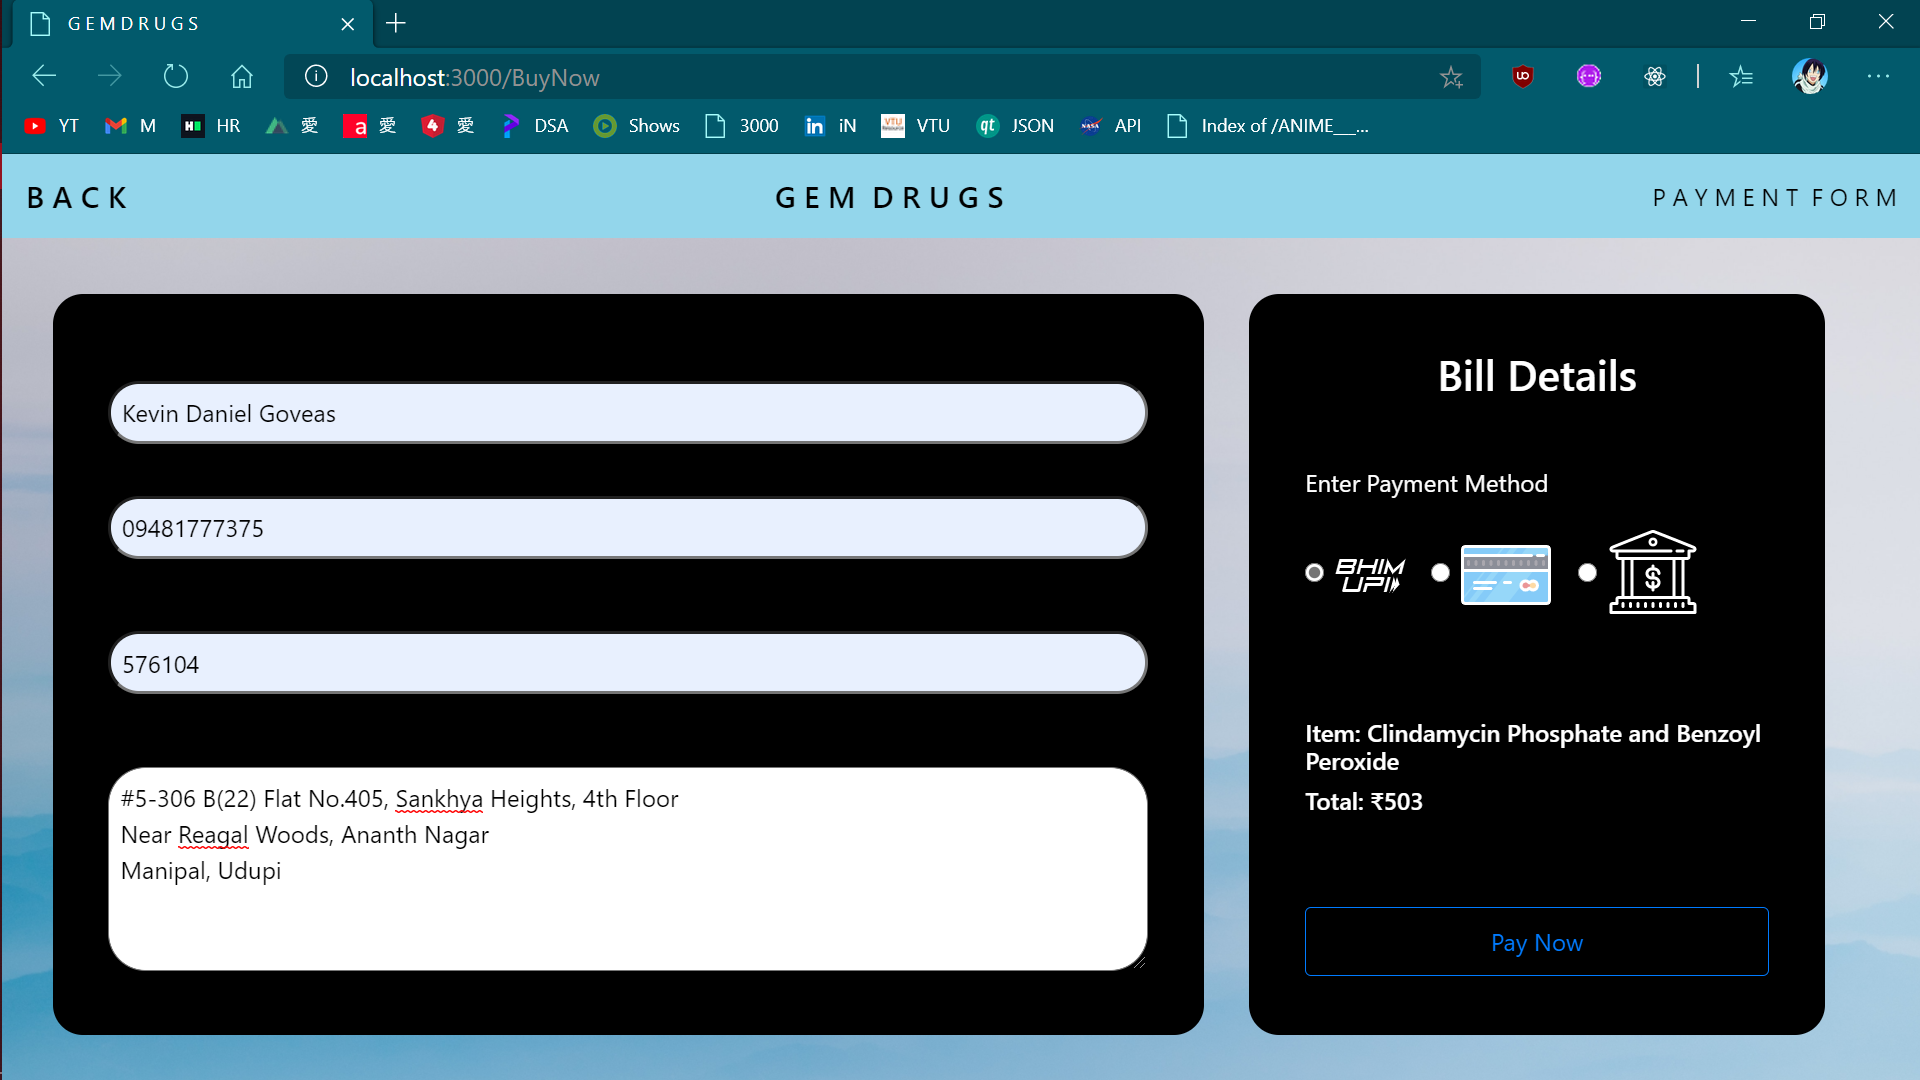 GEMDRUGS
localhost:3000/BuyNow
YT
M
HR
愛
愛
愛
DSA
Shows
3000
iN
VTU
JSON
API
Index of /ANIME___...
BACK
GEM DRUGS
PAYMENT FORM
Kevin Daniel Goveas
09481777375
576104
#5-306 B(22) Flat No.405, Sankhya Heights, 4th Floor
Near Reagal Woods, Ananth Nagar
Manipal, Udupi
Bill Details
Enter Payment Method
BHIM
UPI
Item: Clindamycin Phosphate and Benzoyl
Peroxide
Total: ₹503
Pay Now